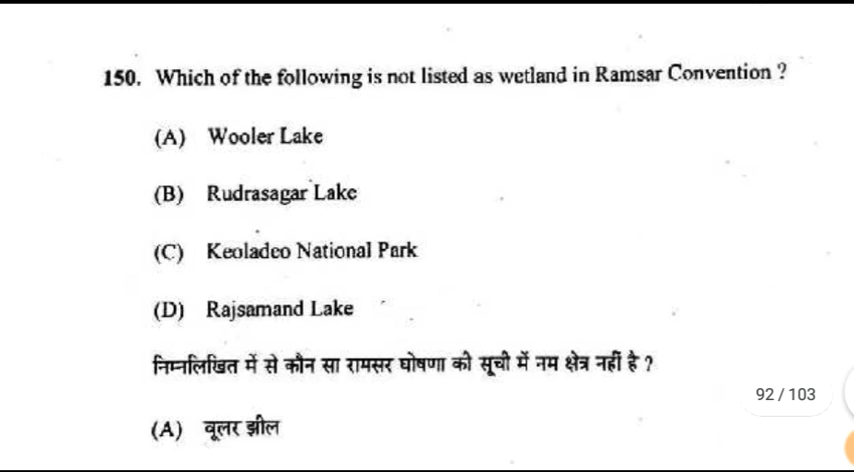 150. Which of the following is not listed as wetland in Ramsar Convention ?
(A) Wooler Lake
(B) Rudrasagar Lake
(C) Keoladeo National Park
(D) Rajsamand Lake
निम्नलिखित में से कौन सा रामसर घोषणा की सूची में नम क्षेत्र नहीं है ?
92 / 103
(A) वूलर झील